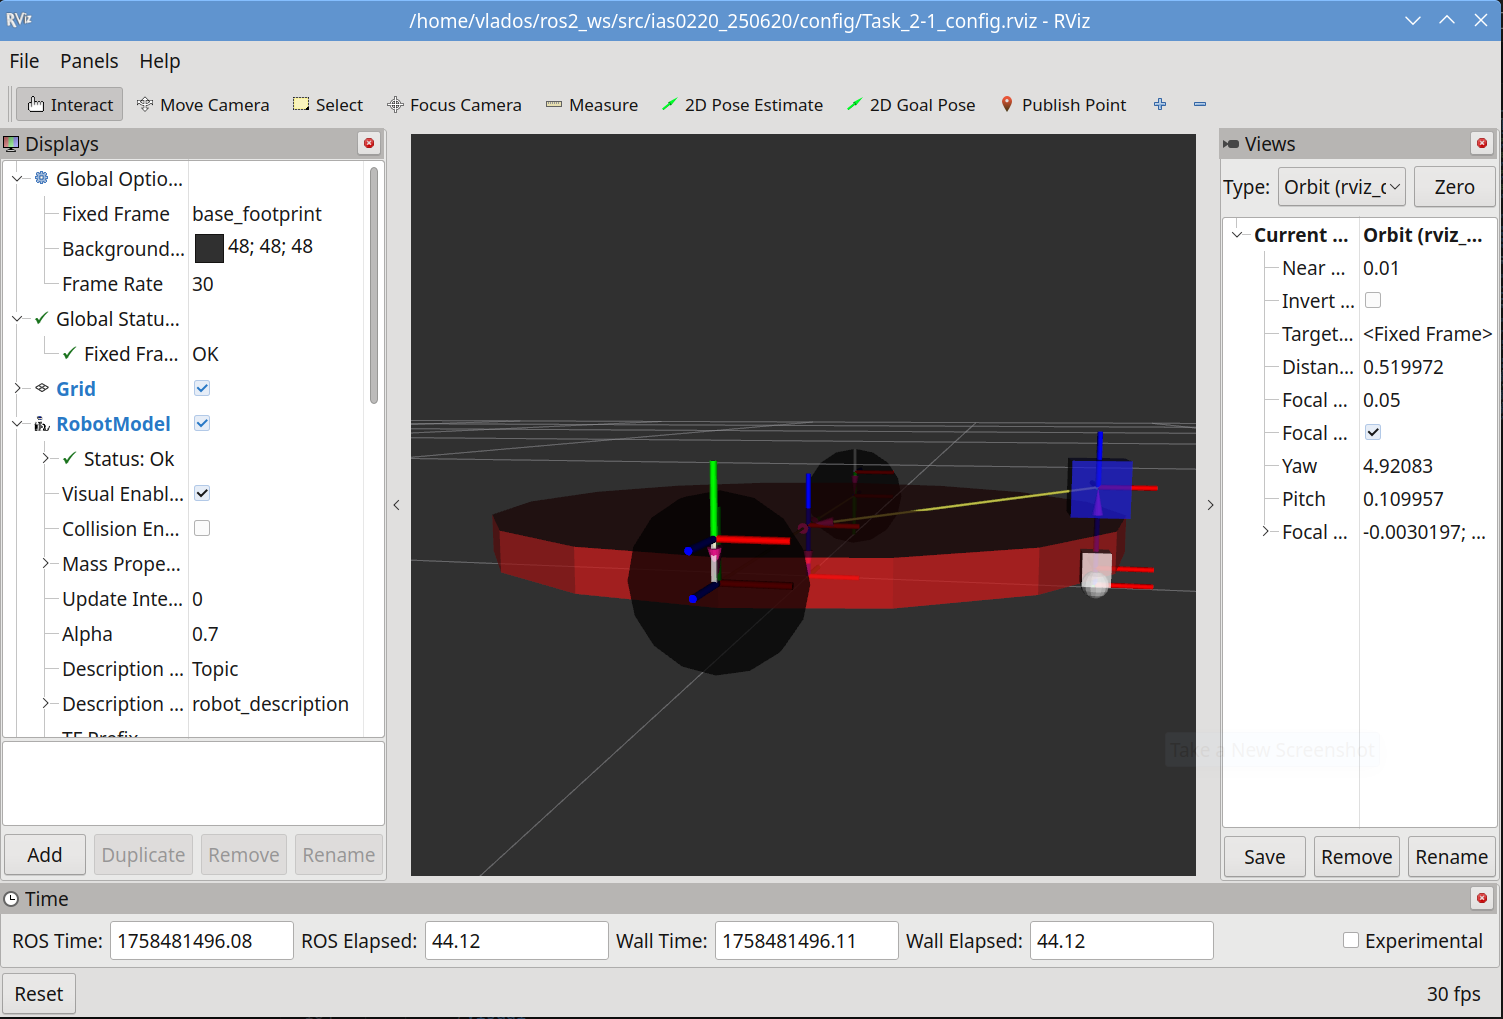 RViz
/home/vlados/ros2_ws/src/ias0220_250620/config/Task_2-1_config.rviz - RViz
File Panels Help
Interact Move Camera Select Focus Camera Measure 2D Pose Estimate 2D Goal Pose Publish Point
Displays
Global Optio...
Fixed Frame base_footprint
Background... 48; 48; 48
Frame Rate 30
Global Statu...
Fixed Fra... OK
Grid
RobotModel
Status: Ok
Visual Enabl...
Collision En...
Mass Prope...
Update Inte... 0
Alpha 0.7
Description ... Topic
Description ... robot_description
TF Prefix
Add Duplicate Remove Rename
Views
Type: Orbit (rviz_c Zero
Current ... Orbit (rviz_...
Near ... 0.01
Invert ...
Target... <Fixed Frame>
Distan... 0.519972
Focal ... 0.05
Focal ...
Yaw 4.92083
Pitch 0.109957
Focal ... -0.0030197; ...
Take a New Screenshot
Save Remove Rename
Time
ROS Time: 1758481496.08 ROS Elapsed: 44.12 Wall Time: 1758481496.11 Wall Elapsed: 44.12 Experimental
Reset 30 fps